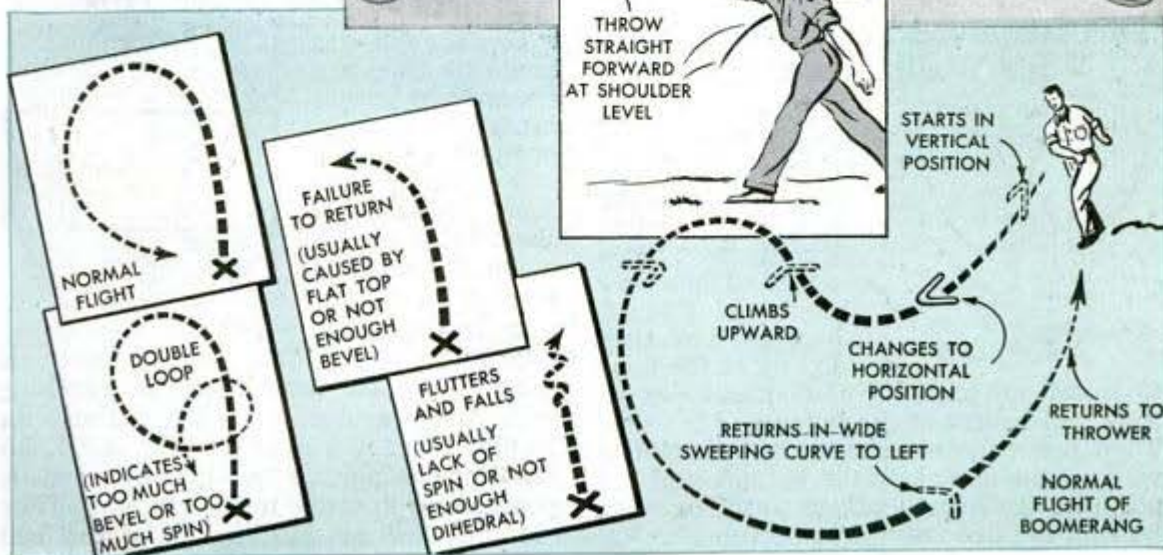 THROW
STRAIGHT
FORWARD
AT SHOULDER
LEVEL
NORMAL
FLIGHT
FAILURE
TO RETURN
(USUALLY
CAUSED BY
FLAT TOP
OR NOT
ENOUGH
BEVEL)
DOUBLE
LOOP
(INDICATES
TOO MUCH
BEVEL OR TOO
MUCH SPIN)
FLUTTERS
AND FALLS
(USUALLY
LACK OF
SPIN OR NOT
ENOUGH
DIHEDRAL)
STARTS IN
VERTICAL
POSITION
CLIMBS
UPWARD
CHANGES TO
HORIZONTAL
POSITION
RETURNS IN WIDE
SWEEPING CURVE TO LEFT
RETURNS TO
THROWER
NORMAL
FLIGHT OF
BOOMERANG